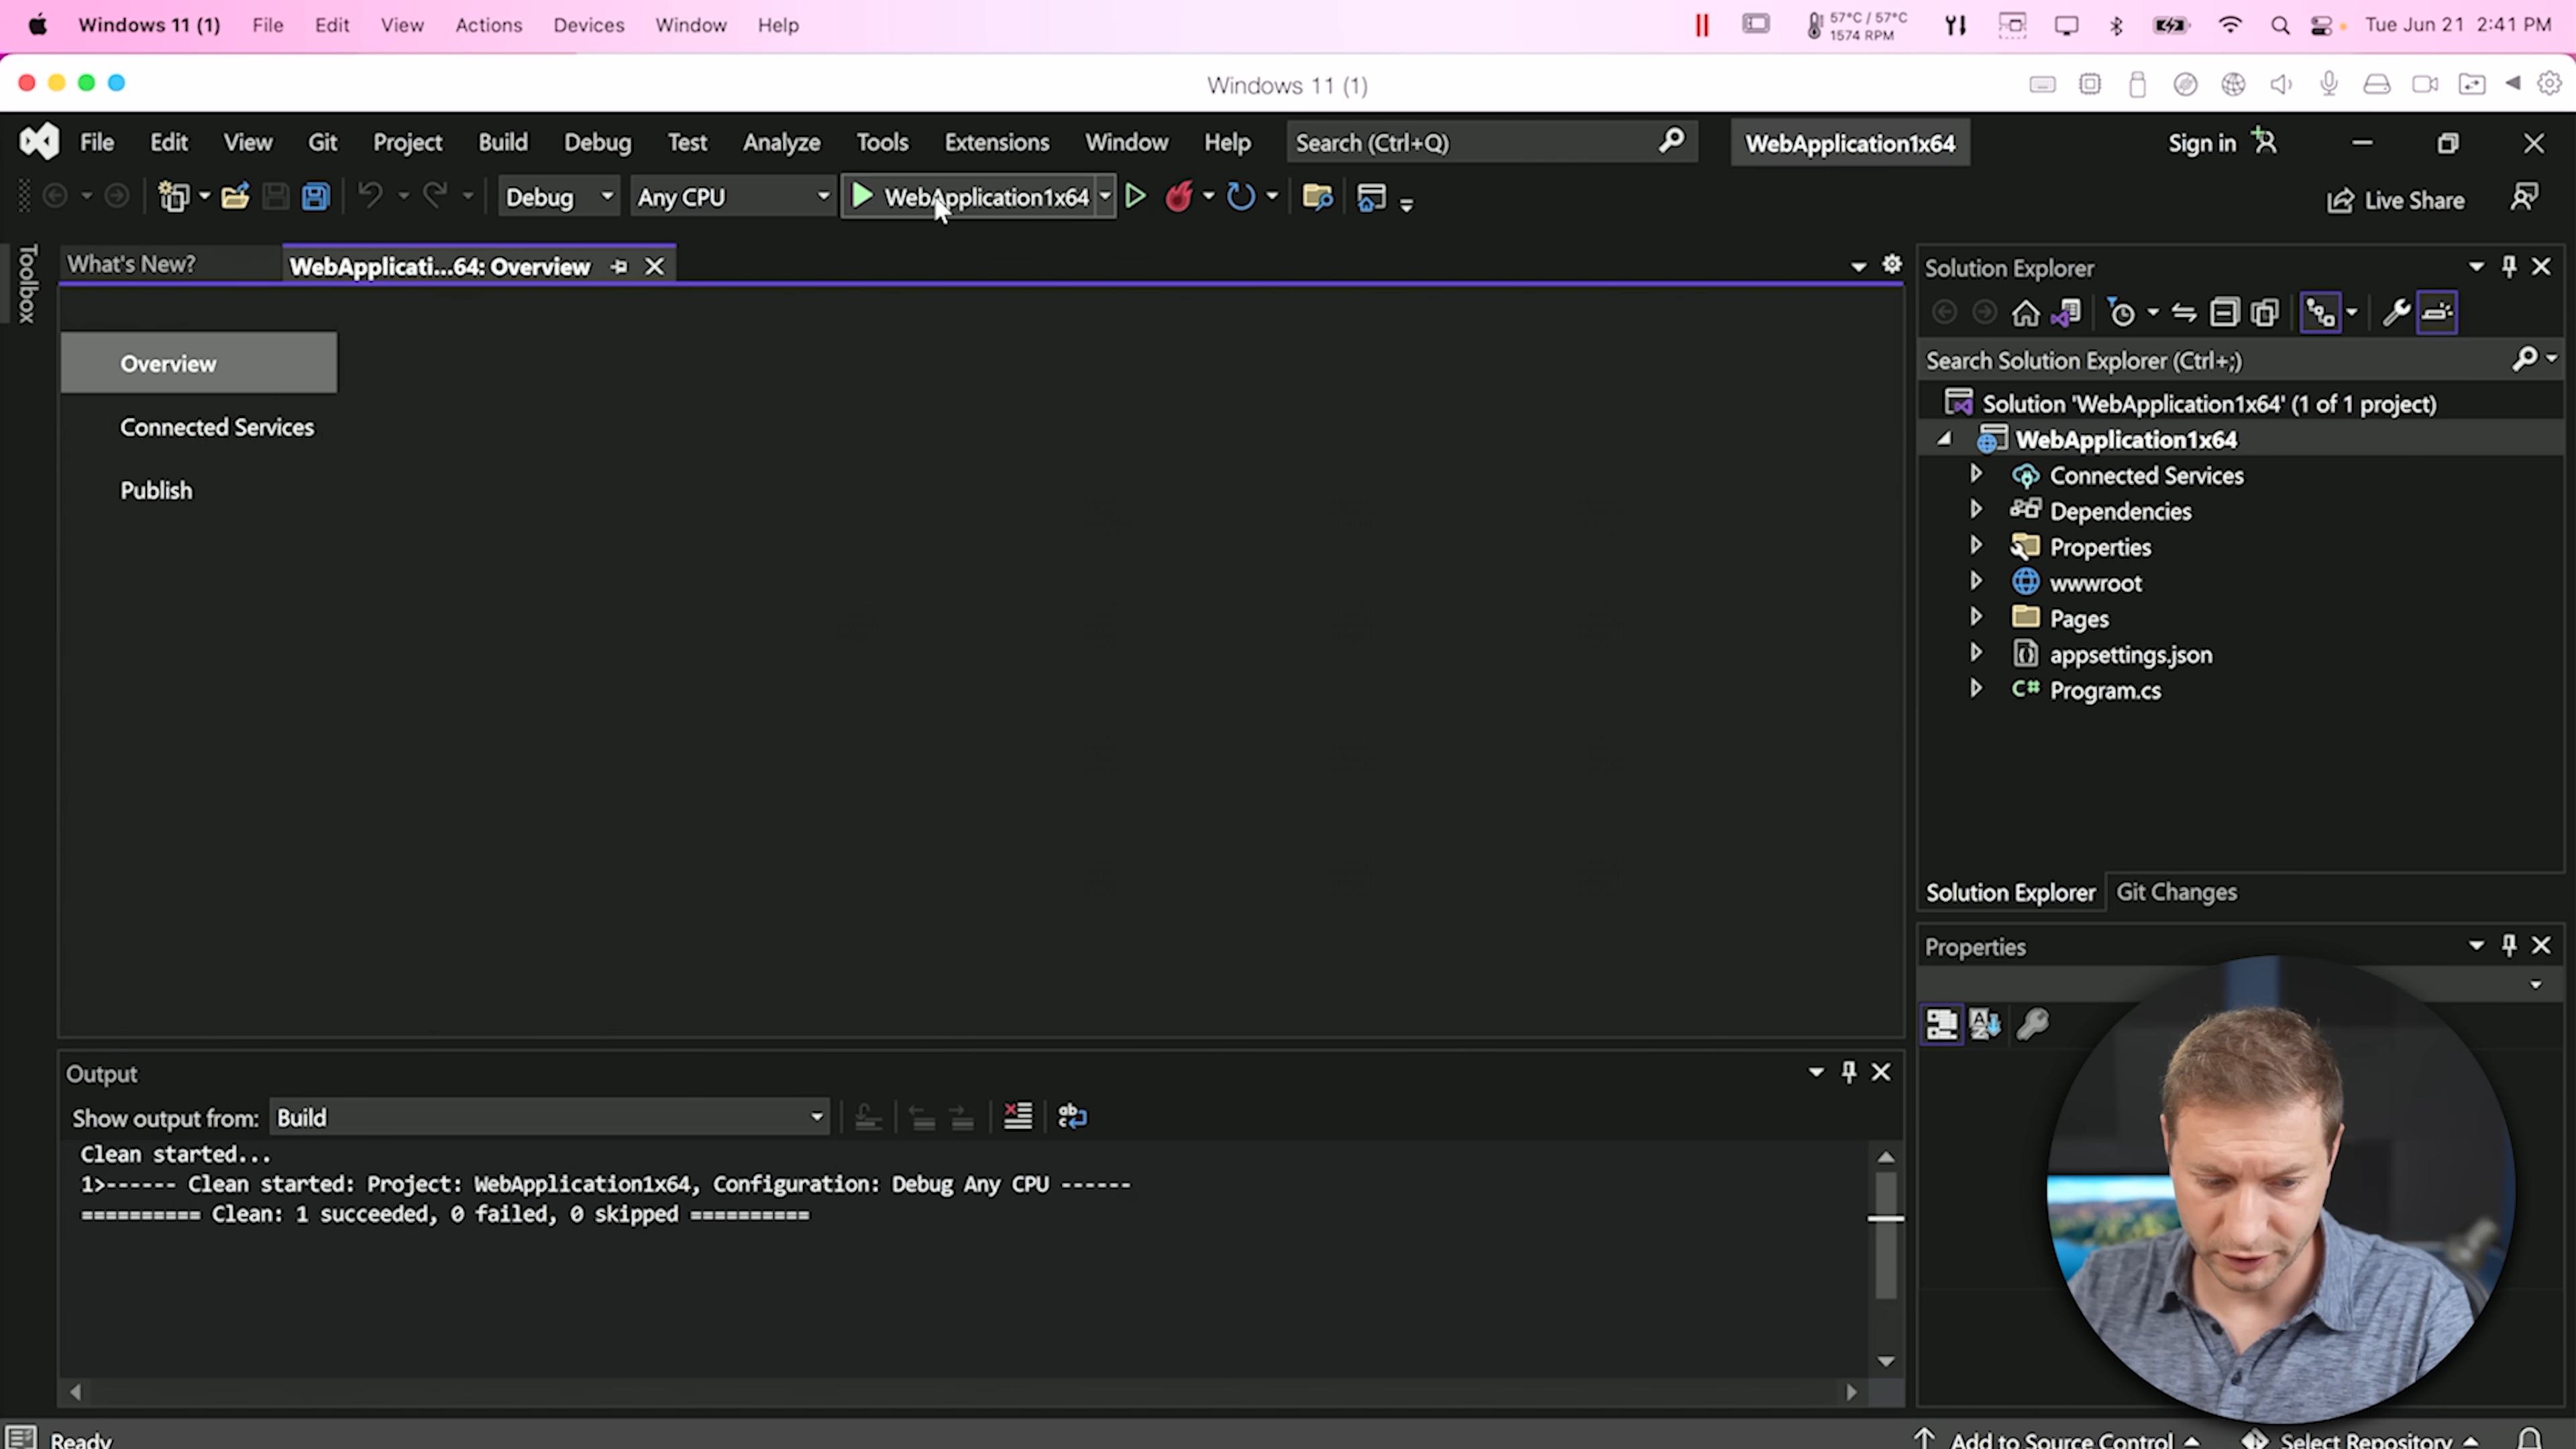 Windows 11 (1) File Edit View Actions Devices Window Help 57°C / 57°C 1574 RPM Tue Jun 21 2:41 PM
Windows 11 (1)
File Edit View Git Project Build Debug Test Analyze Tools Extensions Window Help Search (Ctrl+Q) WebApplication1x64 Sign in
Debug Any CPU WebApplication1x64 Live Share
Toolbox
What's New? WebApplicati...64: Overview
Overview
Connected Services
Publish
Solution Explorer
Search Solution Explorer (Ctrl+;)
Solution 'WebApplication1x64' (1 of 1 project)
WebApplication1x64
Connected Services
Dependencies
Properties
wwwroot
Pages
appsettings.json
C# Program.cs
Solution Explorer Git Changes
Properties
Output
Show output from: Build
Clean started...
1>------ Clean started: Project: WebApplication1x64, Configuration: Debug Any CPU ------
========== Clean: 1 succeeded, 0 failed, 0 skipped ==========
Ready Add to Source Control Select Repository